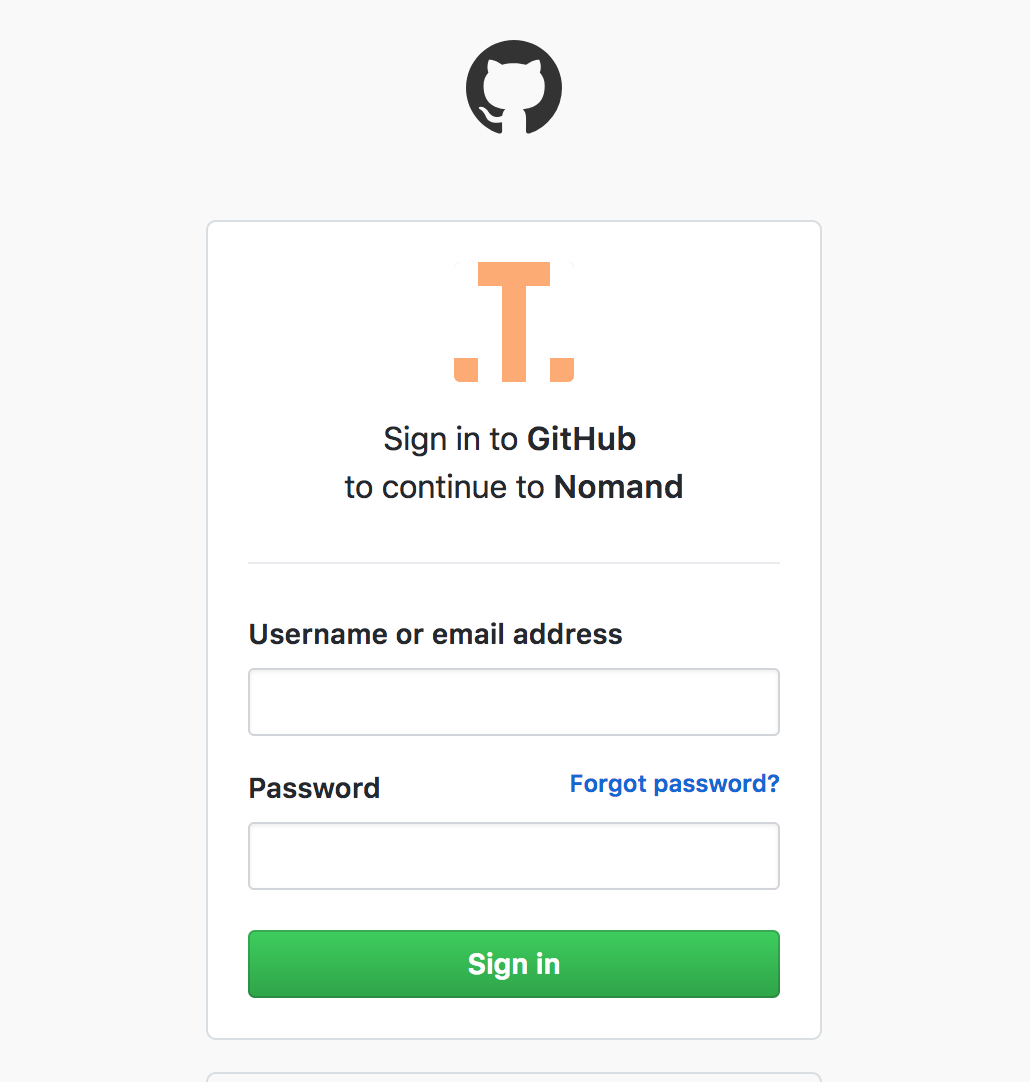 Sign in to GitHub
to continue to Nomand
Username or email address
Password
Forgot password?
Sign in